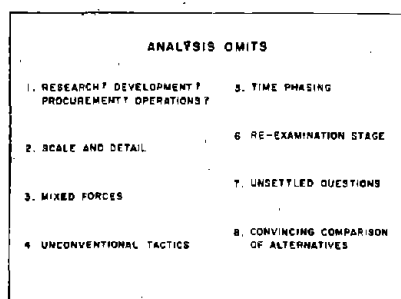 ANALYSIS OMITS
1. RESEARCH? DEVELOPMENT?
PROCUREMENT? OPERATIONS?
2. SCALE AND DETAIL
3. MIXED FORCES
4 UNCONVENTIONAL TACTICS
5. TIME PHASING
6 RE-EXAMINATION STAGE
7. UNSETTLED QUESTIONS
8. CONVINCING COMPARISON
OF ALTERNATIVES